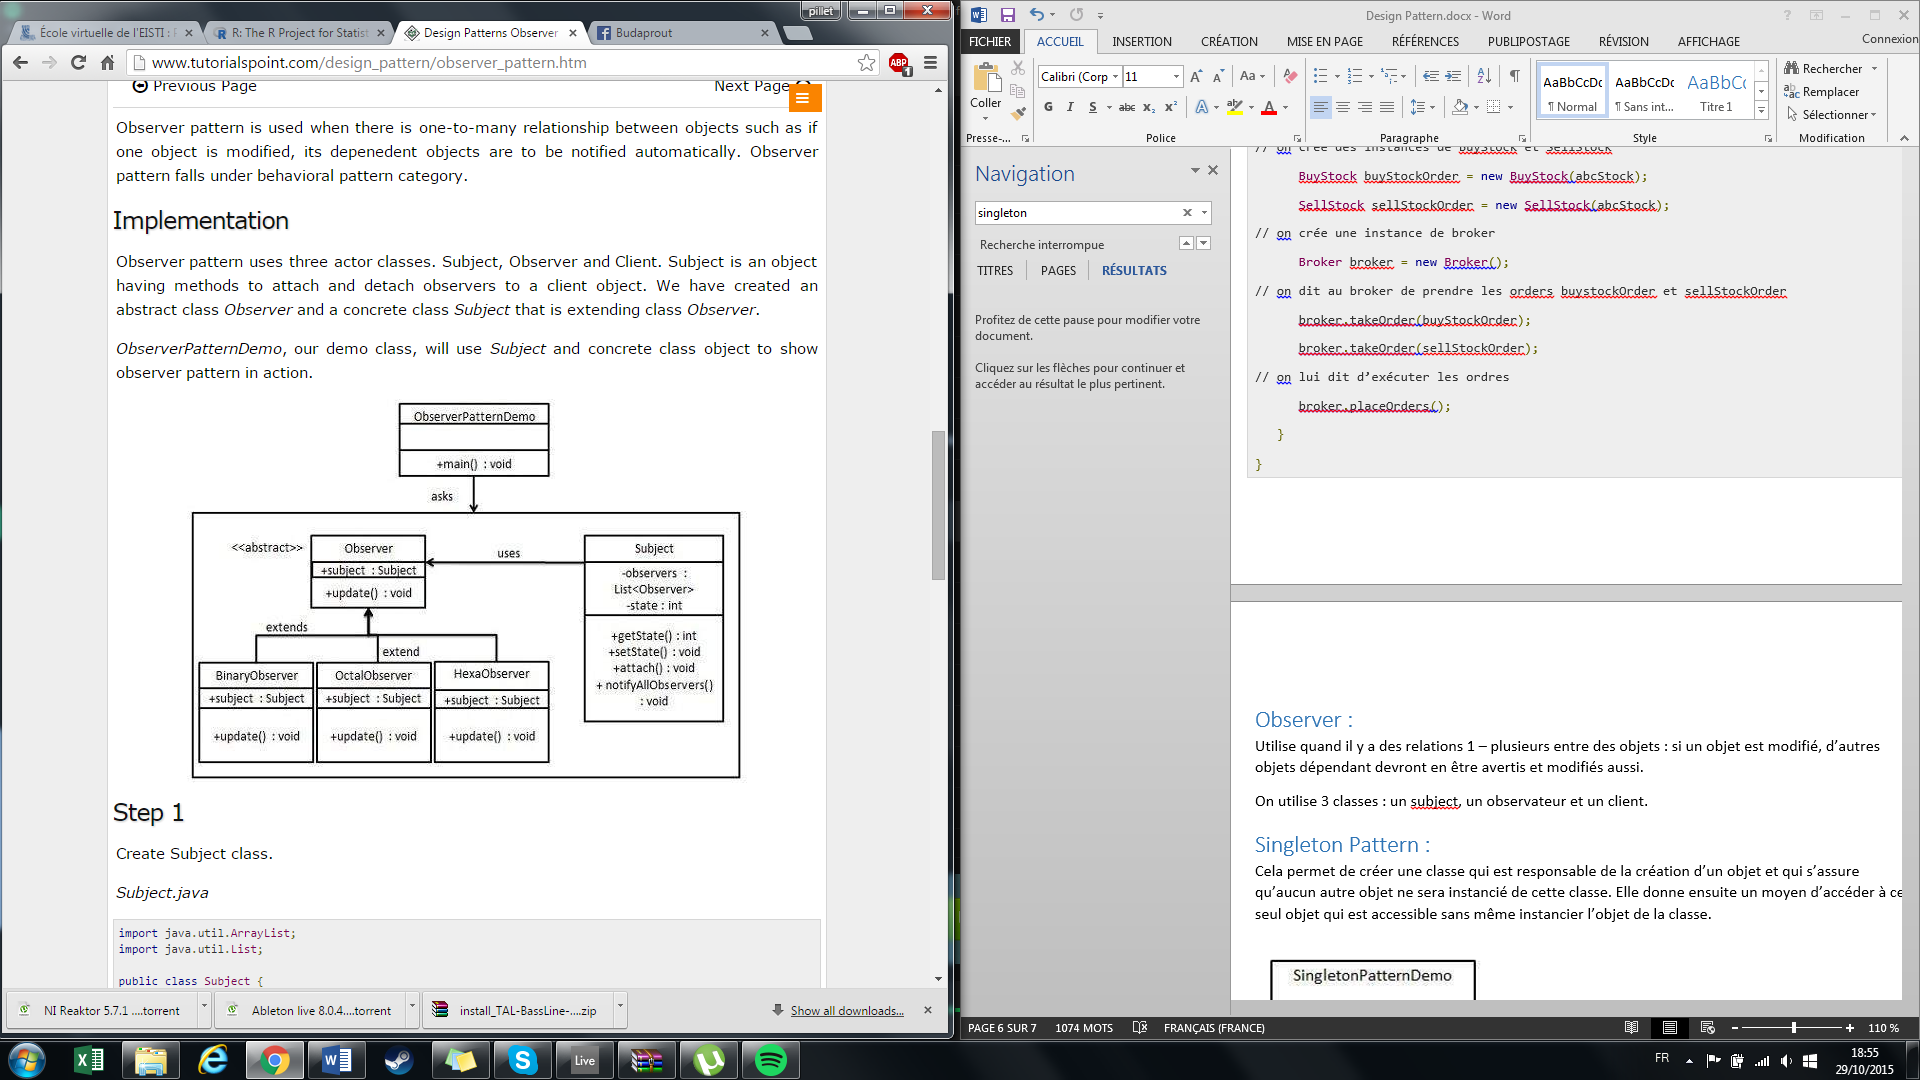 pillet
École virtuelle de l'EISTI : F
R: The R Project for Statist
Design Patterns Observer
Budaprout
www.tutorialspoint.com/design_pattern/observer_pattern.htm
ABP
1
Previous Page
Next Page
Observer pattern is used when there is one-to-many relationship between objects such as if
one object is modified, its depenedent objects are to be notified automatically. Observer
pattern falls under behavioral pattern category.
Implementation
Observer pattern uses three actor classes. Subject, Observer and Client. Subject is an object
having methods to attach and detach observers to a client object. We have created an
abstract class Observer and a concrete class Subject that is extending class Observer.
ObserverPatternDemo, our demo class, will use Subject and concrete class object to show
observer pattern in action.
ObserverPatternDemo
+main() : void
asks
<<abstract>>
Observer
+subject : Subject
+update() : void
uses
Subject
-observers :
List<Observer>
-state : int
+getState() : int
+setState() : void
+attach() : void
+ notifyAllObservers()
: void
extends
extend
BinaryObserver
+subject : Subject
+update() : void
OctalObserver
+subject : Subject
+update() : void
HexaObserver
+subject : Subject
+update() : void
Step 1
Create Subject class.
Subject.java
import java.util.ArrayList;
import java.util.List;
public class Subject {
NI Reaktor 5.7.1 ....torrent
Ableton live 8.0.4....torrent
install_TAL-BassLine-....zip
Show all downloads...
Design Pattern.docx - Word
FICHIER
ACCUEIL
INSERTION
CRÉATION
MISE EN PAGE
RÉFÉRENCES
PUBLIPOSTAGE
RÉVISION
AFFICHAGE
Connexion
Coller
Calibri (Corp
11
Aa
G I S abc x₂ x²
AaBbCcDc
¶ Normal
AaBbCcDc
¶ Sans int...
AaBbCc
Titre 1
Rechercher
Remplacer
Sélectionner
Presse-...
Police
Paragraphe
Style
Modification
Navigation
singleton
Recherche interrompue
TITRES
PAGES
RÉSULTATS
Profitez de cette pause pour modifier votre
document.
Cliquez sur les flèches pour continuer et
accéder au résultat le plus pertinent.
// on crée des instances de buyStock et SellStock
BuyStock buyStockOrder = new BuyStock(abcStock);
SellStock sellStockOrder = new SellStock(abcStock);
// on crée une instance de broker
Broker broker = new Broker();
// on dit au broker de prendre les orders buystockOrder et sellStockOrder
broker.takeOrder(buyStockOrder);
broker.takeOrder(sellStockOrder);
// on lui dit d’exécuter les ordres
broker.placeOrders();
}
}
Observer :
Utilise quand il y a des relations 1 – plusieurs entre des objets : si un objet est modifié, d’autres
objets dépendant devront en être avertis et modifiés aussi.
On utilise 3 classes : un subject, un observateur et un client.
Singleton Pattern :
Cela permet de créer une classe qui est responsable de la création d’un objet et qui s’assure
qu’aucun autre objet ne sera instancié de cette classe. Elle donne ensuite un moyen d’accéder à ce
seul objet qui est accessible sans même instancier l’objet de la classe.
SingletonPatternDemo
PAGE 6 SUR 7
1074 MOTS
FRANÇAIS (FRANCE)
110 %
Live
FR
18:55
29/10/2015